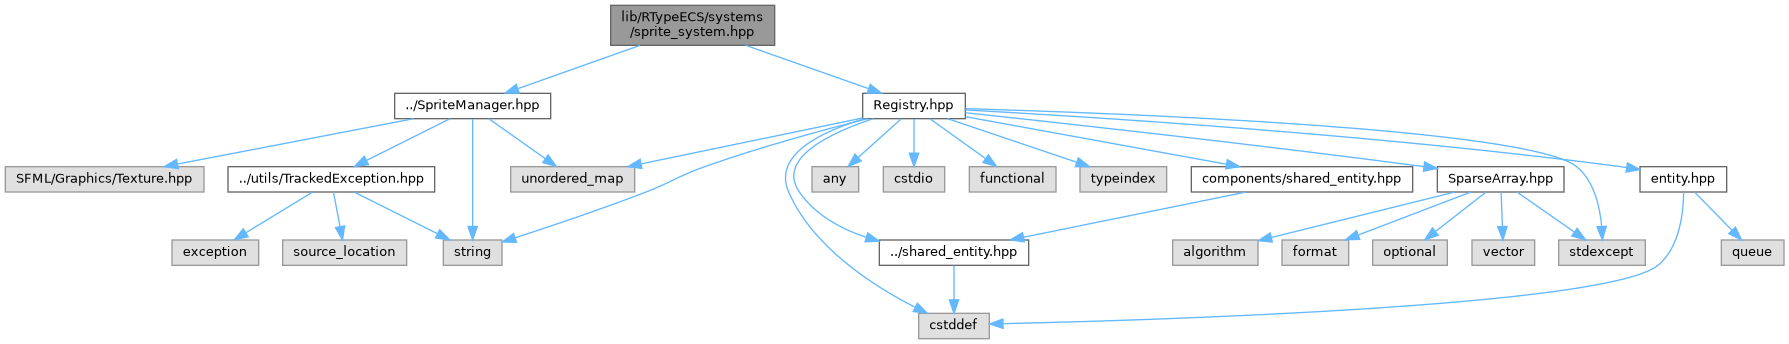 lib/RTypeECS/systems
/sprite_system.hpp
../SpriteManager.hpp
Registry.hpp
SFML/Graphics/Texture.hpp
../utils/TrackedException.hpp
unordered_map
any
cstdio
functional
typeindex
components/shared_entity.hpp
SparseArray.hpp
entity.hpp
exception
source_location
string
../shared_entity.hpp
algorithm
format
optional
vector
stdexcept
queue
cstddef